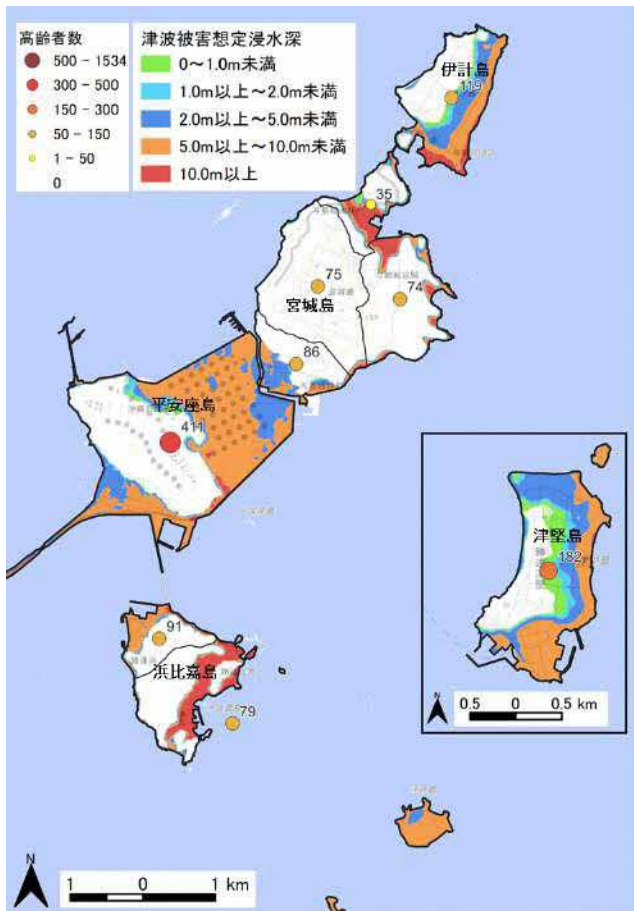 高齢者数
500 - 1534
300 - 500
150 - 300
50 - 150
1 - 50
0
津波被害想定浸水深
0～1.0m未満
1.0m以上～2.0m未満
2.0m以上～5.0m未満
5.0m以上～10.0m未満
10.0m以上
伊計島
119
35
75
74
宮城島
86
平安座島
411
津堅島
182
N
0.5 0 0.5 km
91
浜比嘉島
79
N
1 0 1 km